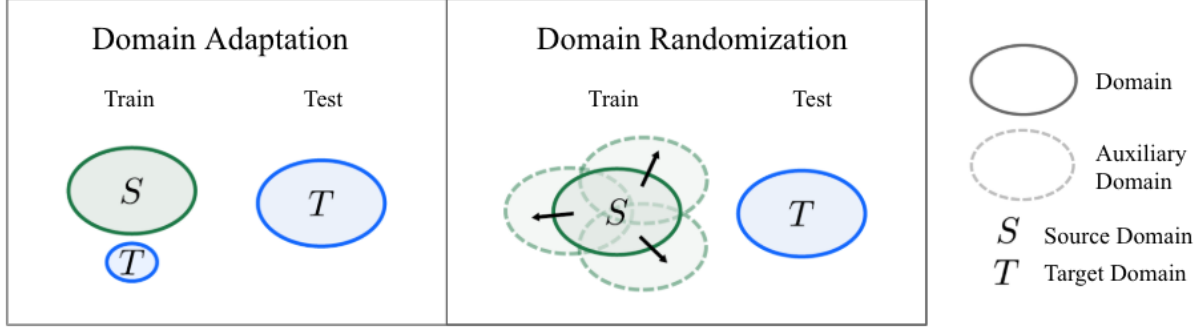 Domain Adaptation
Train
Test
S
T
T
Domain Randomization
Train
Test
S
T
Domain
Auxiliary
Domain
S Source Domain
T Target Domain